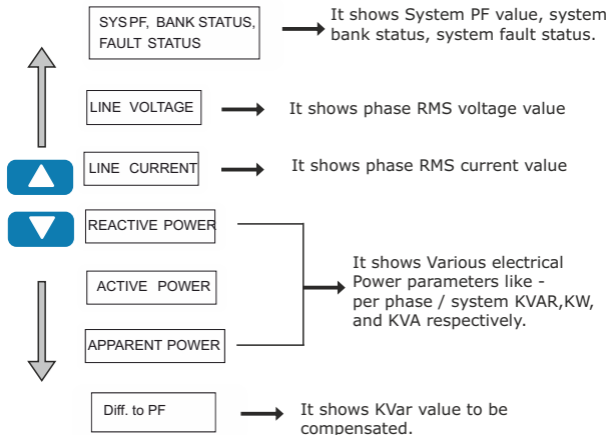 SYS PF, BANK STATUS,
FAULT STATUS
It shows System PF value, system
bank status, system fault status.
LINE VOLTAGE
It shows phase RMS voltage value
LINE CURRENT
It shows phase RMS current value
REACTIVE POWER
ACTIVE POWER
APPARENT POWER
It shows Various electrical
Power parameters like -
per phase / system KVAR,KW,
and KVA respectively.
Diff. to PF
It shows KVar value to be
compensated.